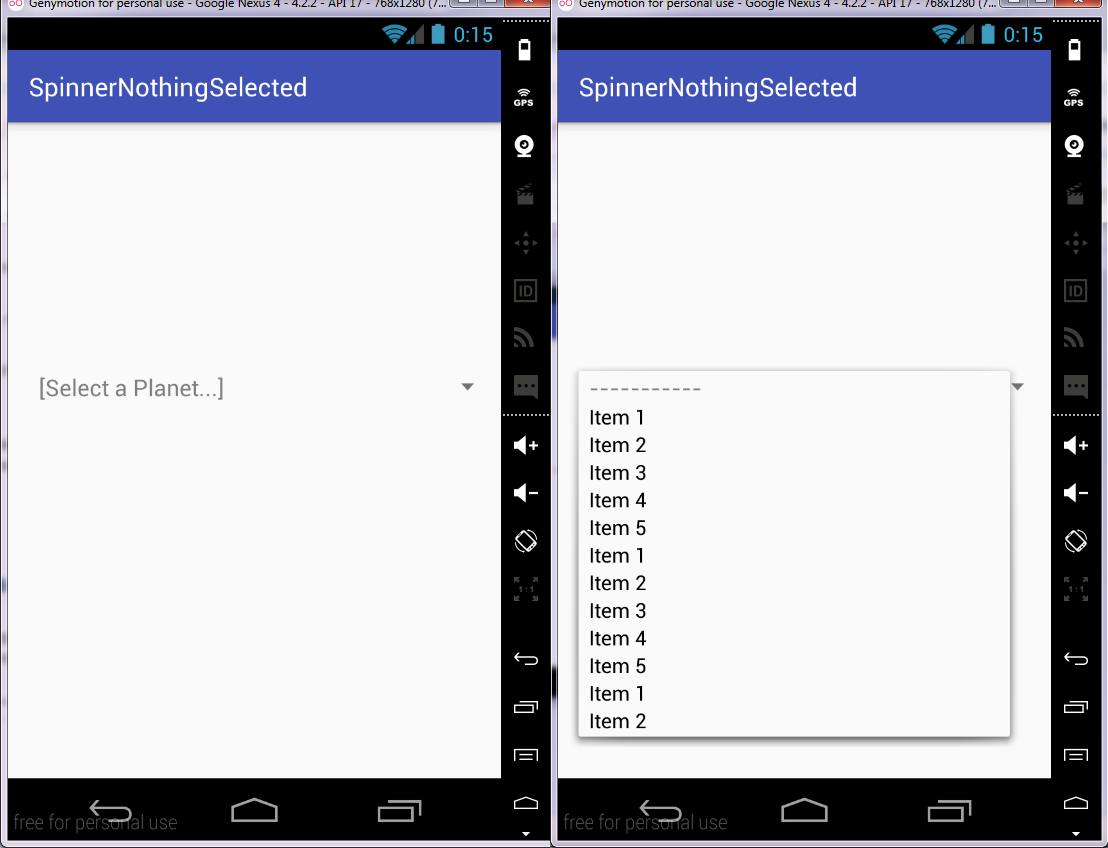 Genymotion for personal use - Google Nexus 4 - 4.2.2 - API 17 - 768x1280 (7...
0:15
SpinnerNothingSelected
GPS
ID
[Select a Planet...]
1:1
free for personal use
Genymotion for personal use - Google Nexus 4 - 4.2.2 - API 17 - 768x1280 (7...
0:15
SpinnerNothingSelected
GPS
ID
-----------
Item 1
Item 2
Item 3
Item 4
Item 5
Item 1
Item 2
Item 3
Item 4
Item 5
Item 1
Item 2
1:1
free for personal use